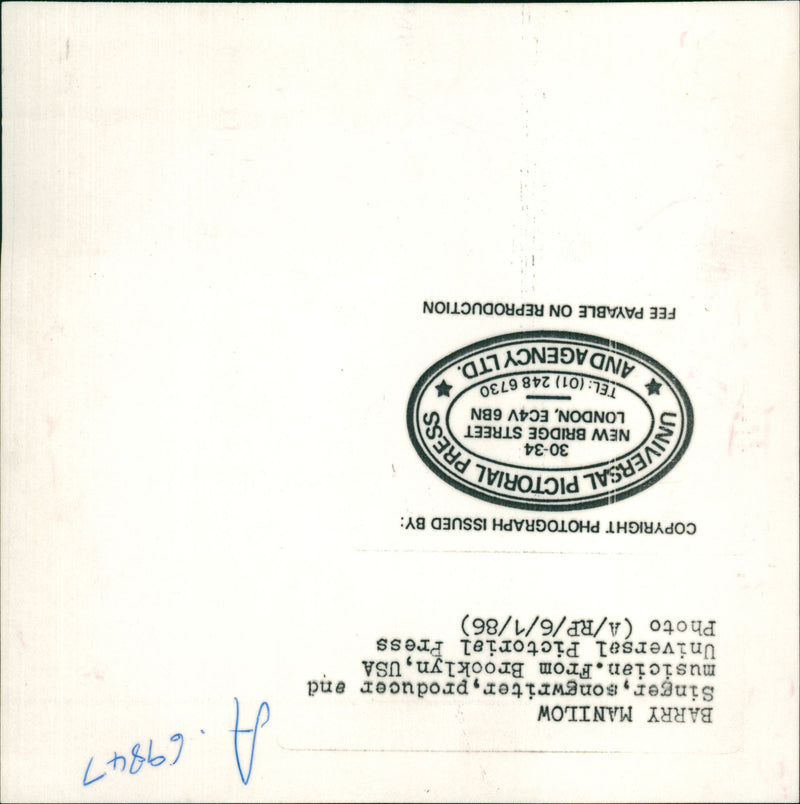 A. 69847
BARRY MANILOW
Singer,songwriter,producer and
musician.From Brooklyn,USA
Universal Pictorial Press
Photo (A/RP/6/1/86)
COPYRIGHT PHOTOGRAPH ISSUED BY:
UNIVERSAL PICTORIAL PRESS
30-34
NEW BRIDGE STREET
LONDON, EC4V 6BN
TEL: (01) 248 6730
AND AGENCY LTD.
FEE PAYABLE ON REPRODUCTION